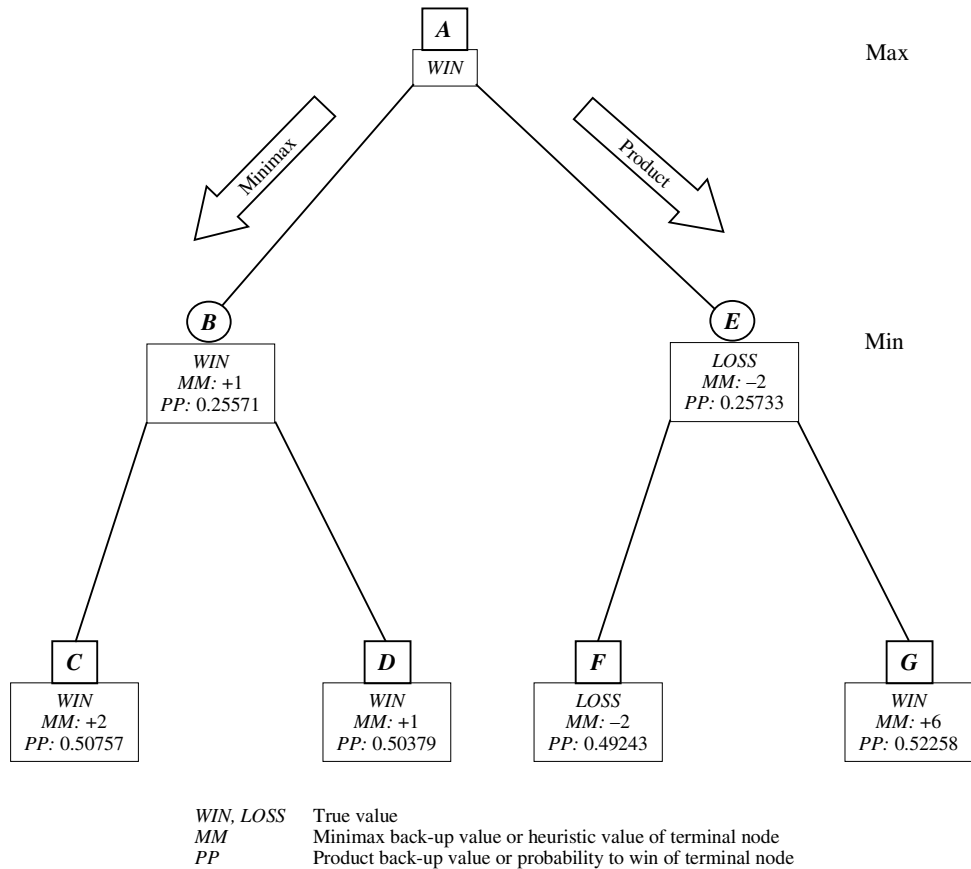 A
WIN
Max
Minimax
Product
B
WIN
MM: +1
PP: 0.25571
E
LOSS
MM: –2
PP: 0.25733
Min
C
WIN
MM: +2
PP: 0.50757
D
WIN
MM: +1
PP: 0.50379
F
LOSS
MM: –2
PP: 0.49243
G
WIN
MM: +6
PP: 0.52258
WIN, LOSS True value
MM Minimax back-up value or heuristic value of terminal node
PP Product back-up value or probability to win of terminal node